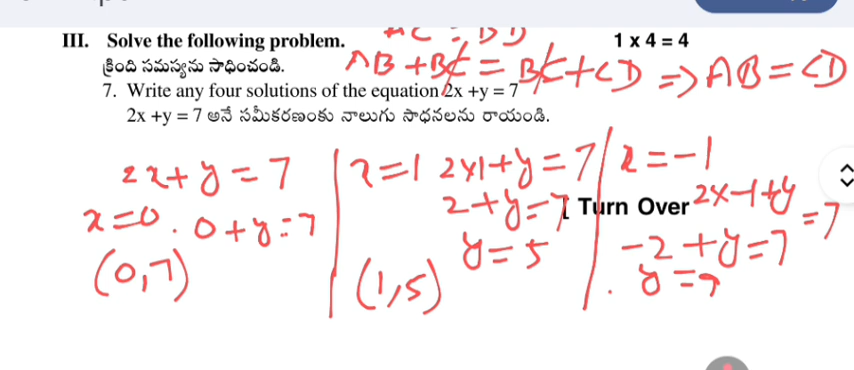 AC = BD
III. Solve the following problem. 1 x 4 = 4
క్రింది సమస్యను సాధించండి.
AB + BC = BC + CD => AB = CD
7. Write any four solutions of the equation 2x +y = 7
2x +y = 7 అనే సమీకరణంకు నాలుగు సాధనలను రాయండి.
2x + y = 7
x = 0 . 0 + y = 7
(0,7)
x = 1 2x1 + y = 7
2 + y = 7
y = 5
(1,5)
Turn Over
x = -1
2x-1+y = 7
-2 + y = 7
y = 9